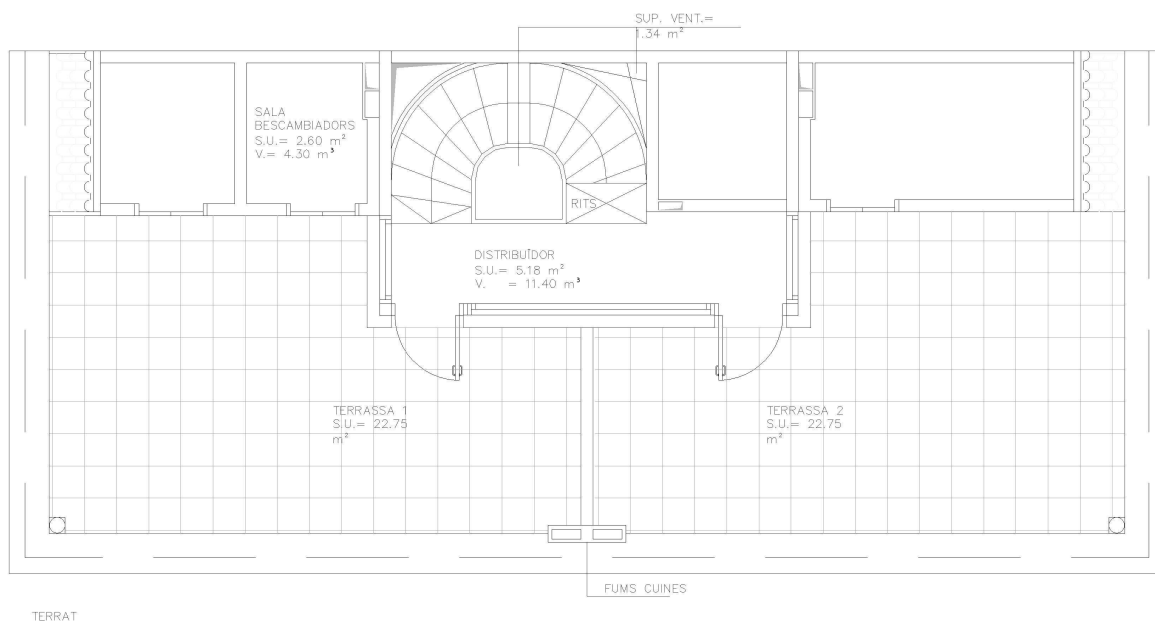 SUP. VENT.=
1.34 m²
SALA
BESCAMBIADORS
S.U.= 2.60 m²
V.= 4.30 m³
RITS
DISTRIBUÏDOR
S.U.= 5.18 m²
V. = 11.40 m³
TERRASSA 1
S.U.= 22.75
m²
TERRASSA 2
S.U.= 22.75
m²
FUMS CUINES
TERRAT